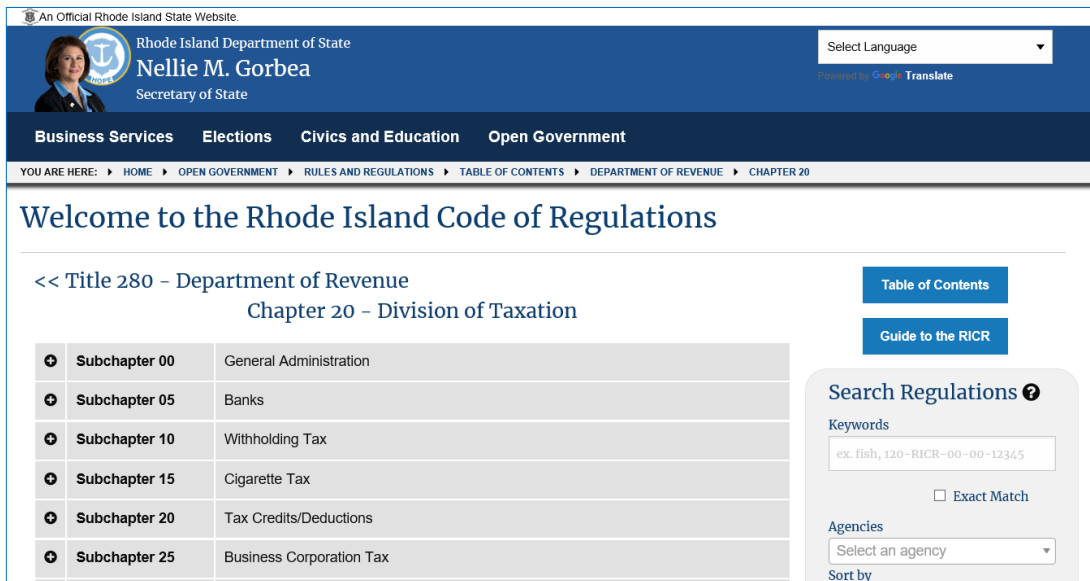 An Official Rhode Island State Website.
Rhode Island Department of State
Nellie M. Gorbea
Secretary of State
HOPE
Select Language
Powered by Google Translate
Business Services Elections Civics and Education Open Government
YOU ARE HERE: HOME OPEN GOVERNMENT RULES AND REGULATIONS TABLE OF CONTENTS DEPARTMENT OF REVENUE CHAPTER 20
Welcome to the Rhode Island Code of Regulations
<< Title 280 - Department of Revenue
Chapter 20 - Division of Taxation
Subchapter 00 General Administration
Subchapter 05 Banks
Subchapter 10 Withholding Tax
Subchapter 15 Cigarette Tax
Subchapter 20 Tax Credits/Deductions
Subchapter 25 Business Corporation Tax
Table of Contents
Guide to the RICR
Search Regulations ?
Keywords
ex. fish, 120-RICR-00-00-12345
Exact Match
Agencies
Select an agency
Sort by